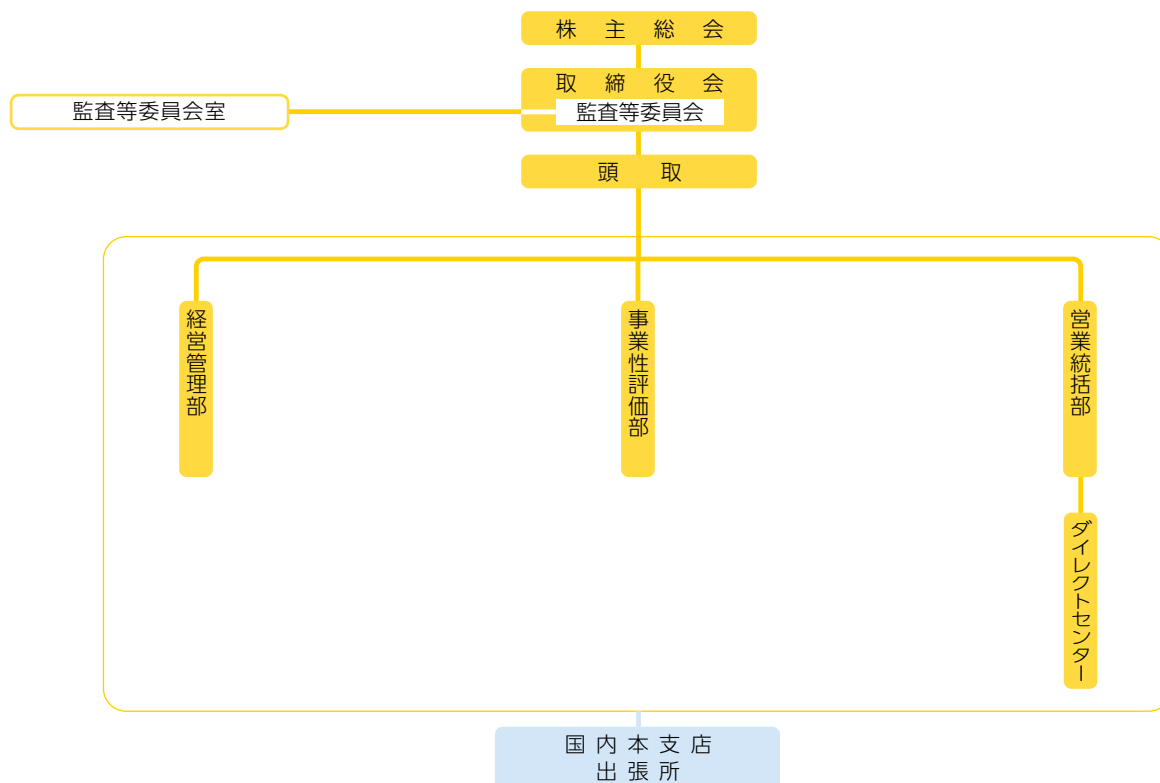 株主総会
取締役会
監査等委員会
監査等委員会室
頭取
経営管理部
事業性評価部
営業統括部
ダイレクトセンター
国内本支店
出張所